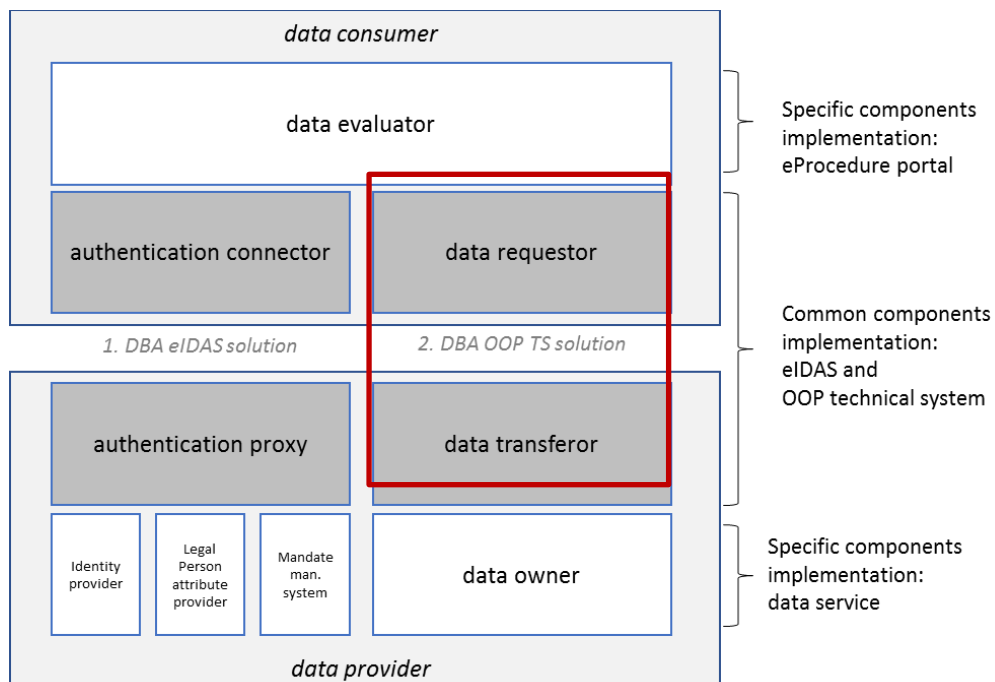 data consumer
data evaluator
Specific components
implementation:
eProcedure portal
authentication connector
data requestor
1. DBA eIDAS solution
2. DBA OOP TS solution
Common components
implementation:
eIDAS and
OOP technical system
authentication proxy
data transferor
Identity
provider
Legal
Person
attribute
provider
Mandate
man.
system
data owner
Specific components
implementation:
data service
data provider